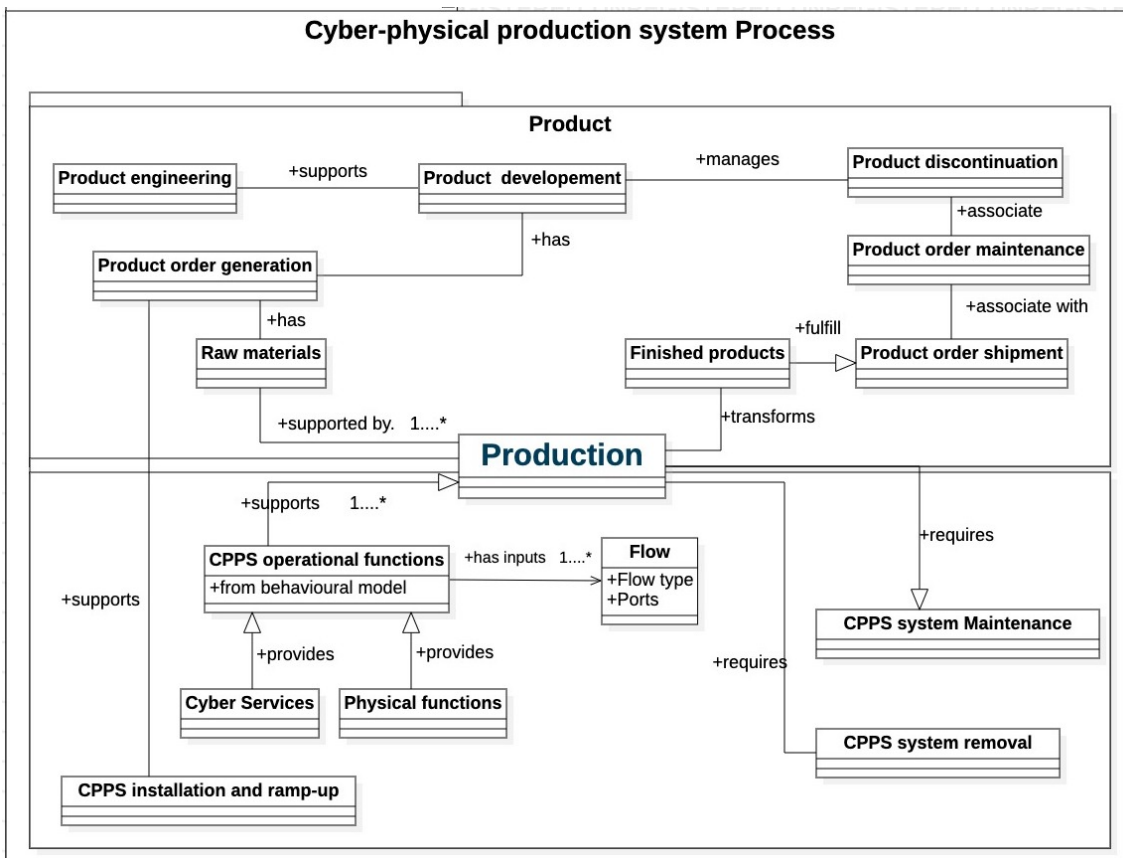 Cyber-physical production system Process
Product
Product engineering
+supports
Product developement
+manages
Product discontinuation
+associate
+has
Product order generation
Product order maintenance
+has
+associate with
Raw materials
Finished products
+fulfill
Product order shipment
+supported by. 1....*
+transforms
Production
+supports 1....*
+requires
CPPS operational functions
+from behavioural model
+has inputs 1....*
Flow
+Flow type
+Ports
+supports
CPPS system Maintenance
+provides
+provides
+requires
Cyber Services
Physical functions
CPPS system removal
CPPS installation and ramp-up